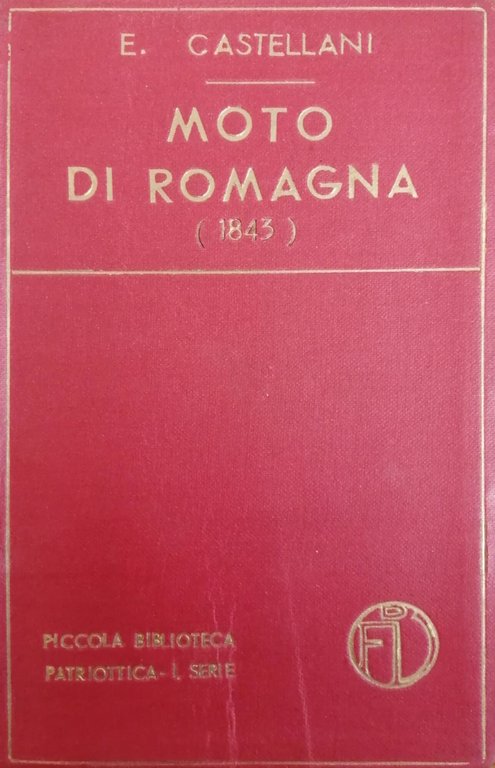 E. CASTELLANI
MOTO
DI ROMAGNA
( 1843 )
PICCOLA BIBLIOTECA
PATRIOTTICA - I. SERIE